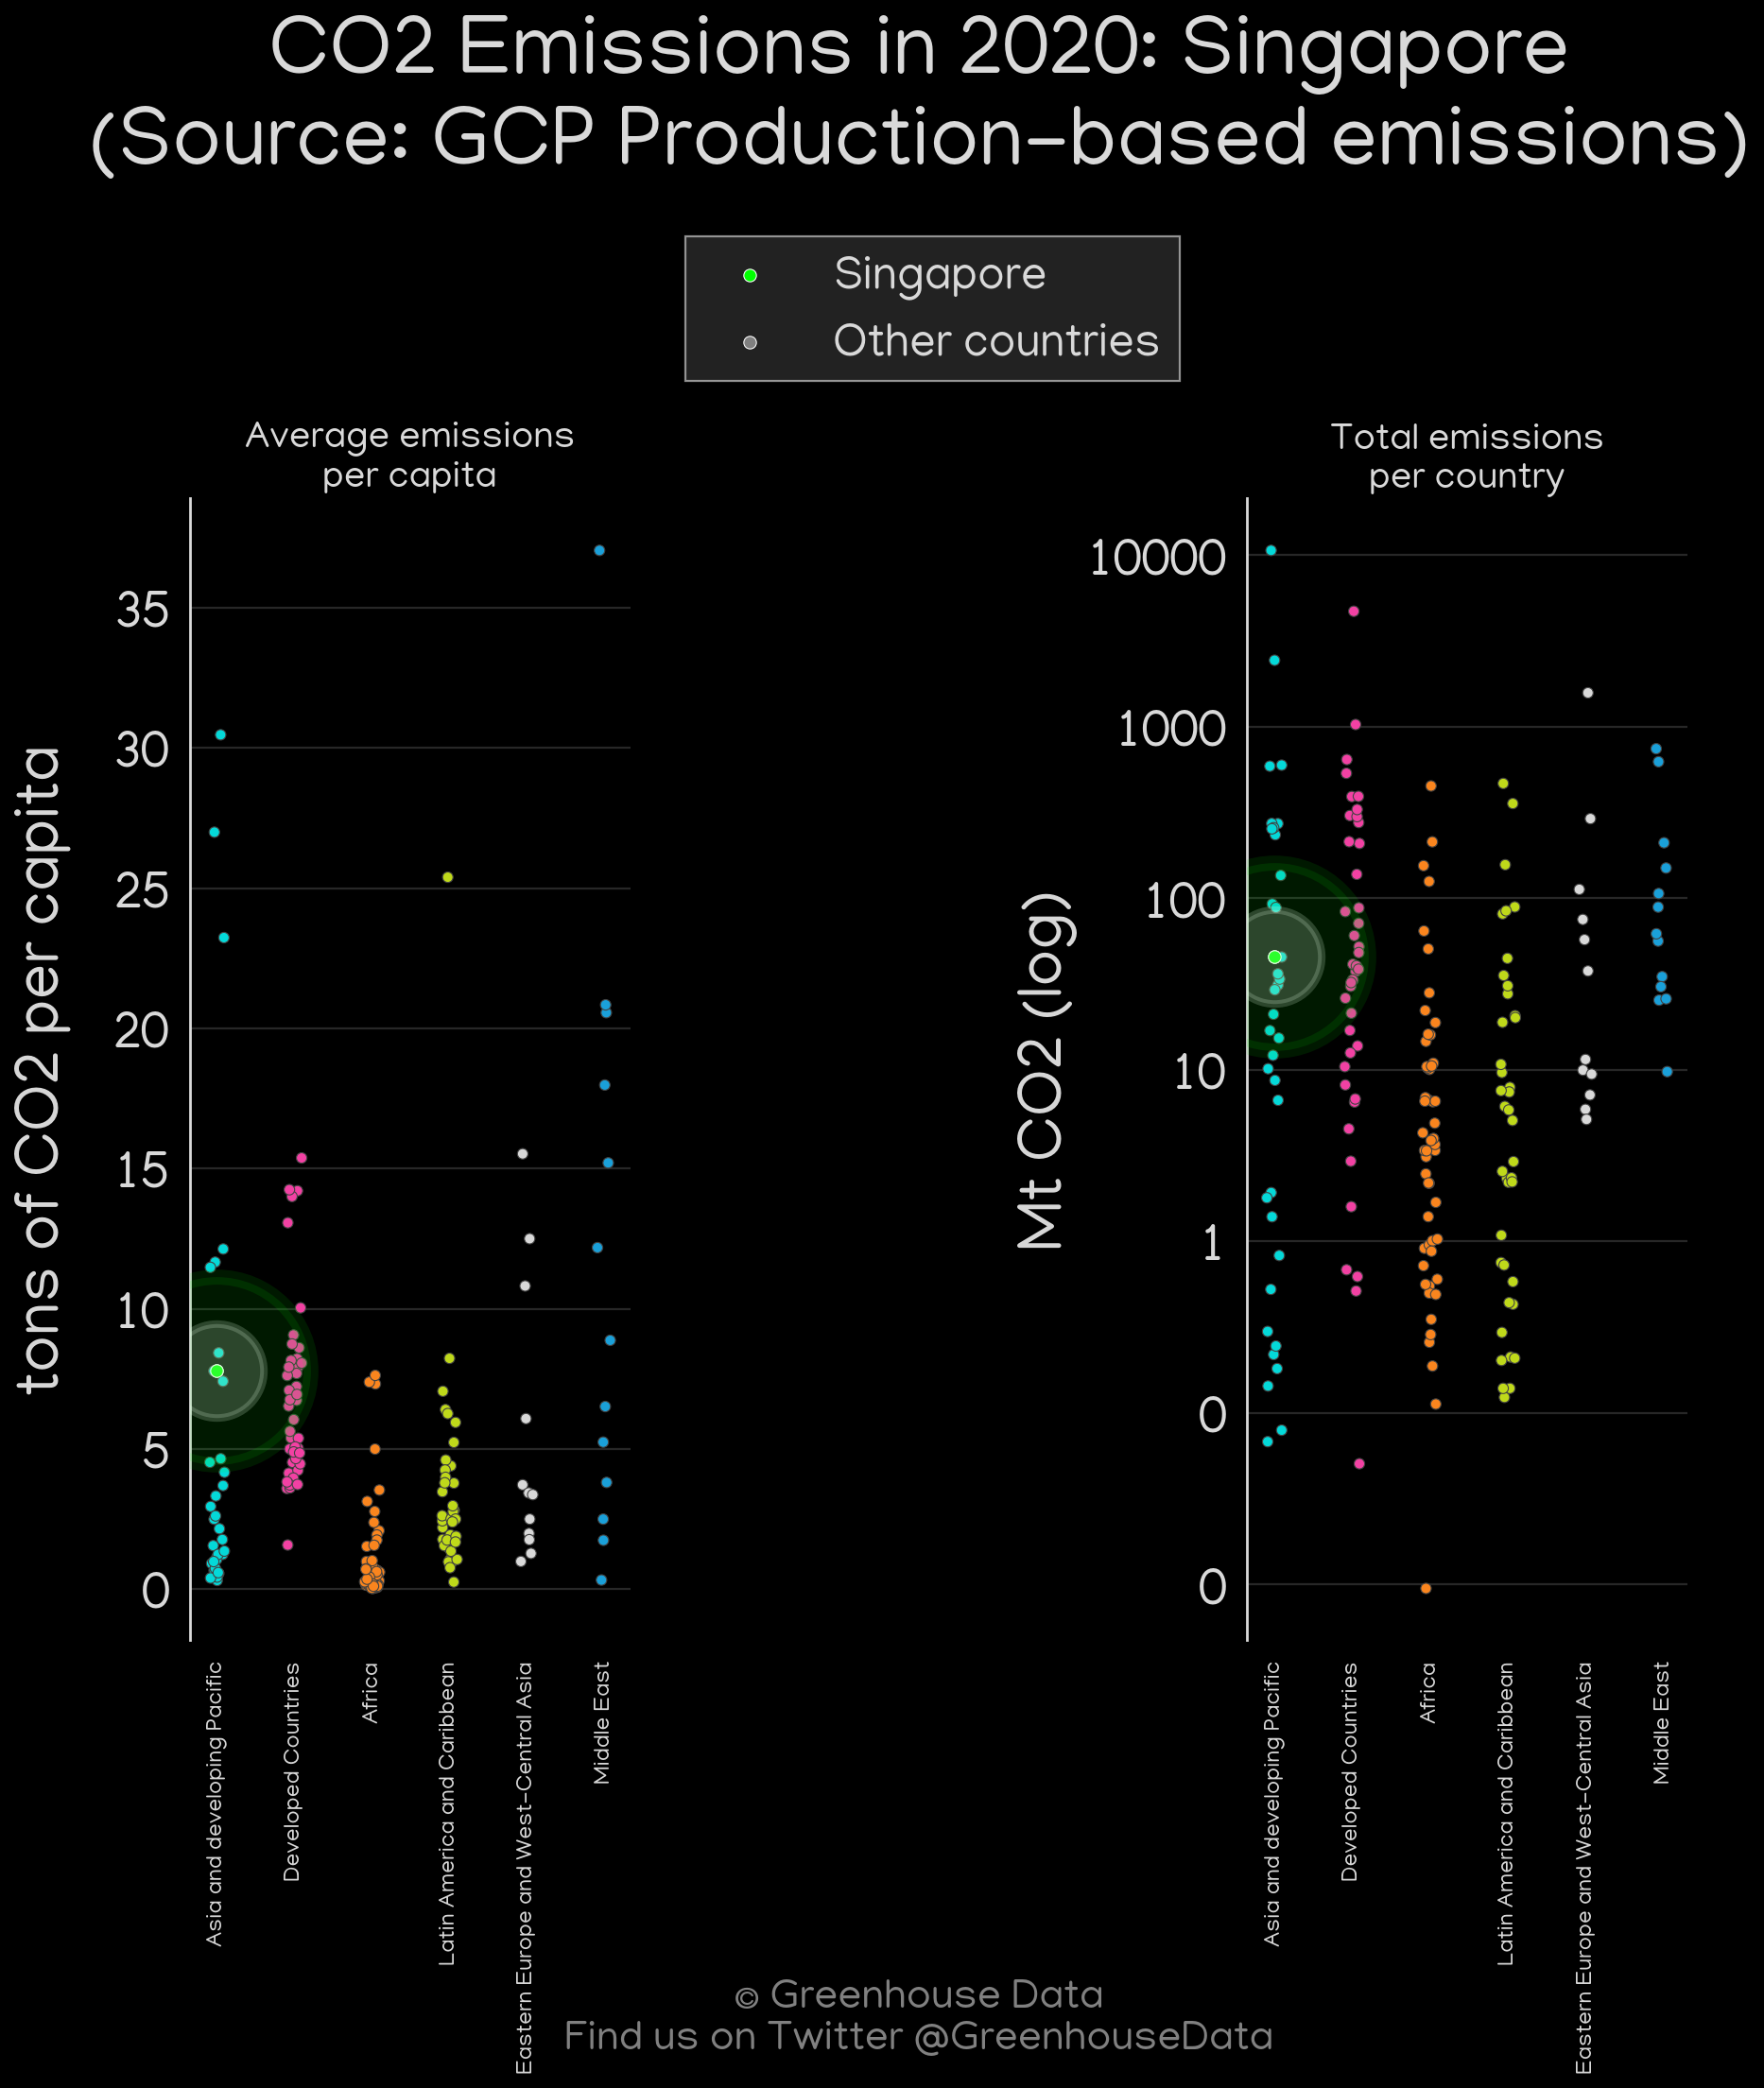 CO2 Emissions in 2020: Singapore
(Source: GCP Production-based emissions)
Singapore
Other countries
Average emissions
per capita
tons of CO2 per capita
35
30
25
20
15
10
5
0
Asia and developing Pacific
Developed Countries
Africa
Latin America and Caribbean
Eastern Europe and West-Central Asia
Middle East
Total emissions
per country
Mt CO2 (log)
10000
1000
100
10
1
0
0
Asia and developing Pacific
Developed Countries
Africa
Latin America and Caribbean
Eastern Europe and West-Central Asia
Middle East
© Greenhouse Data
Find us on Twitter @GreenhouseData